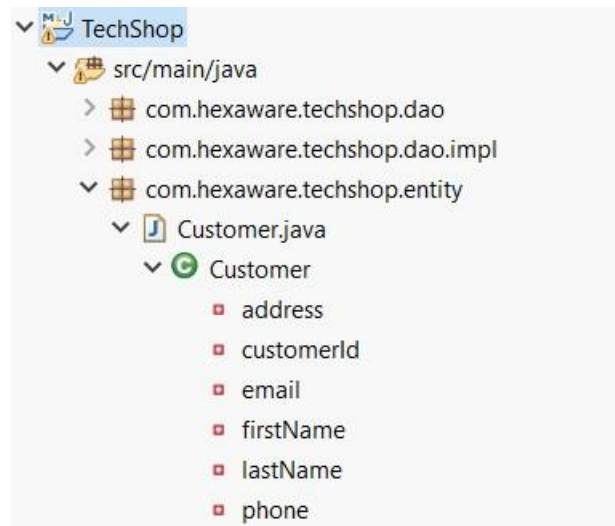 TechShop
src/main/java
com.hexaware.techshop.dao
com.hexaware.techshop.dao.impl
com.hexaware.techshop.entity
Customer.java
Customer
address
customerId
email
firstName
lastName
phone